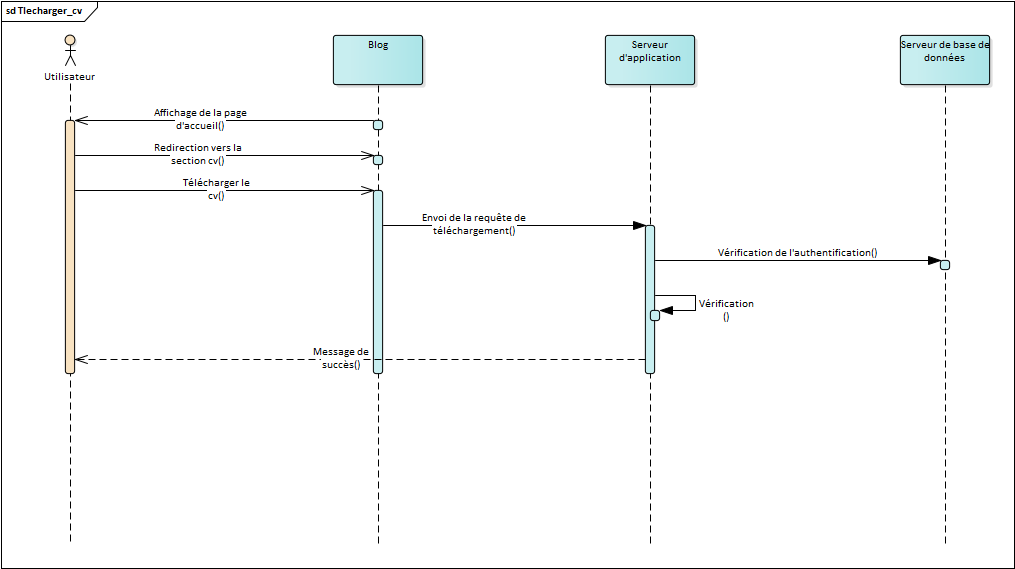 sd Tlecharger_cv
Utilisateur
Blog
Serveur
d'application
Serveur de base de
données
Affichage de la page
d'accueil()
Redirection vers la
section cv()
Télécharger le
cv()
Envoi de la requête de
téléchargement()
Vérification de l'authentification()
Vérification
()
Message de
succès()